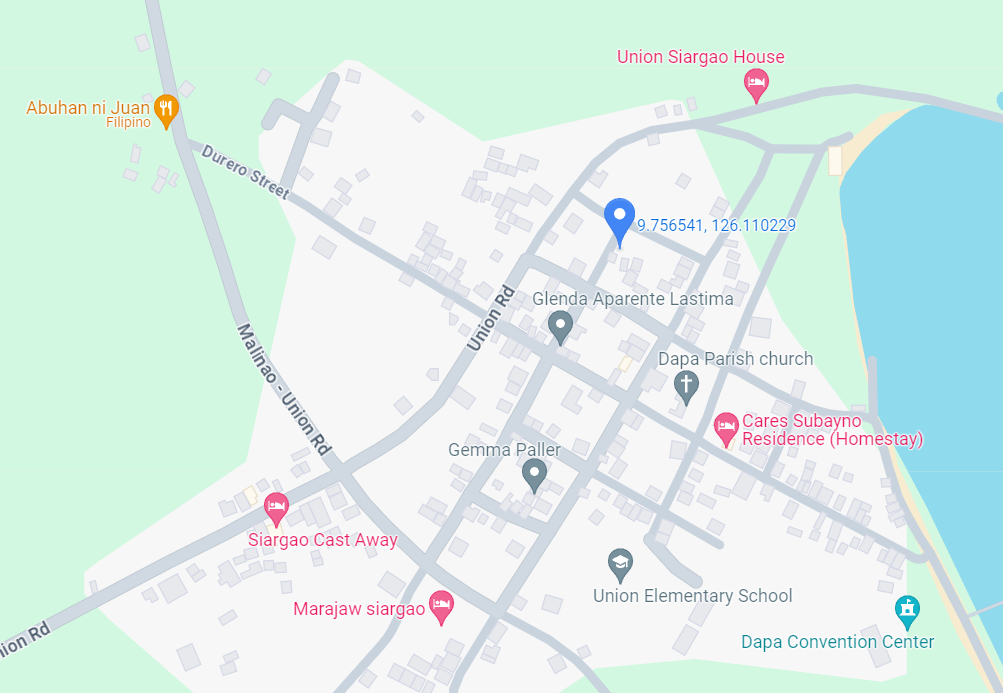 Union Siargao House
Abuhan ni Juan
Filipino
Durero Street
9.756541, 126.110229
Union Rd
Glenda Aparente Lastima
Malinao - Union Rd
Dapa Parish church
Cares Subayno
Residence (Homestay)
Gemma Paller
Siargao Cast Away
Union Elementary School
Marajaw siargao
nion Rd
Dapa Convention Center